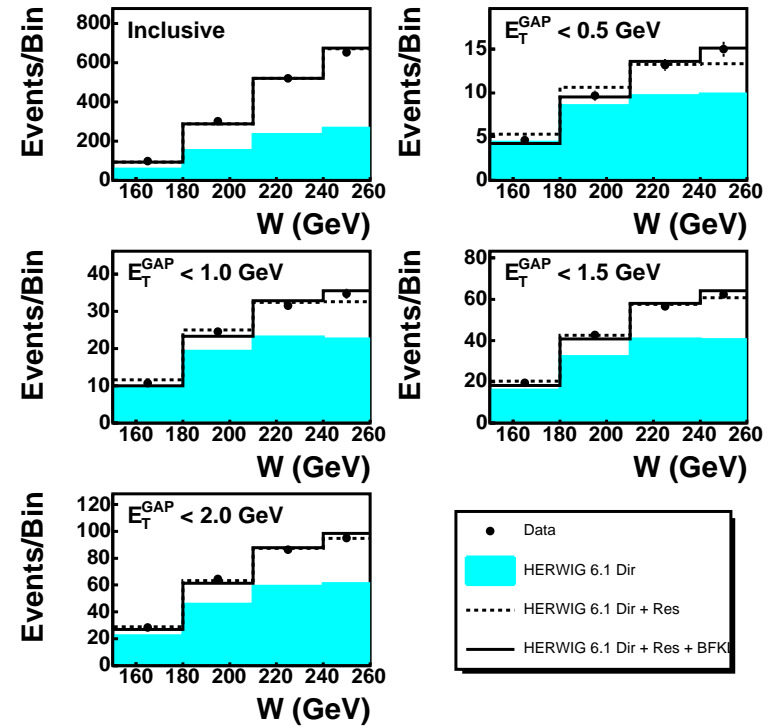 Inclusive
Events/Bin
800
600
400
200
0
160 180 200 220 240 260
W (GeV)
E_T^GAP < 0.5 GeV
Events/Bin
15
10
5
0
160 180 200 220 240 260
W (GeV)
E_T^GAP < 1.0 GeV
Events/Bin
40
30
20
10
0
160 180 200 220 240 260
W (GeV)
E_T^GAP < 1.5 GeV
Events/Bin
80
60
40
20
0
160 180 200 220 240 260
W (GeV)
E_T^GAP < 2.0 GeV
Events/Bin
120
100
80
60
40
20
0
160 180 200 220 240 260
W (GeV)
Data
HERWIG 6.1 Dir
HERWIG 6.1 Dir + Res
HERWIG 6.1 Dir + Res + BFKL